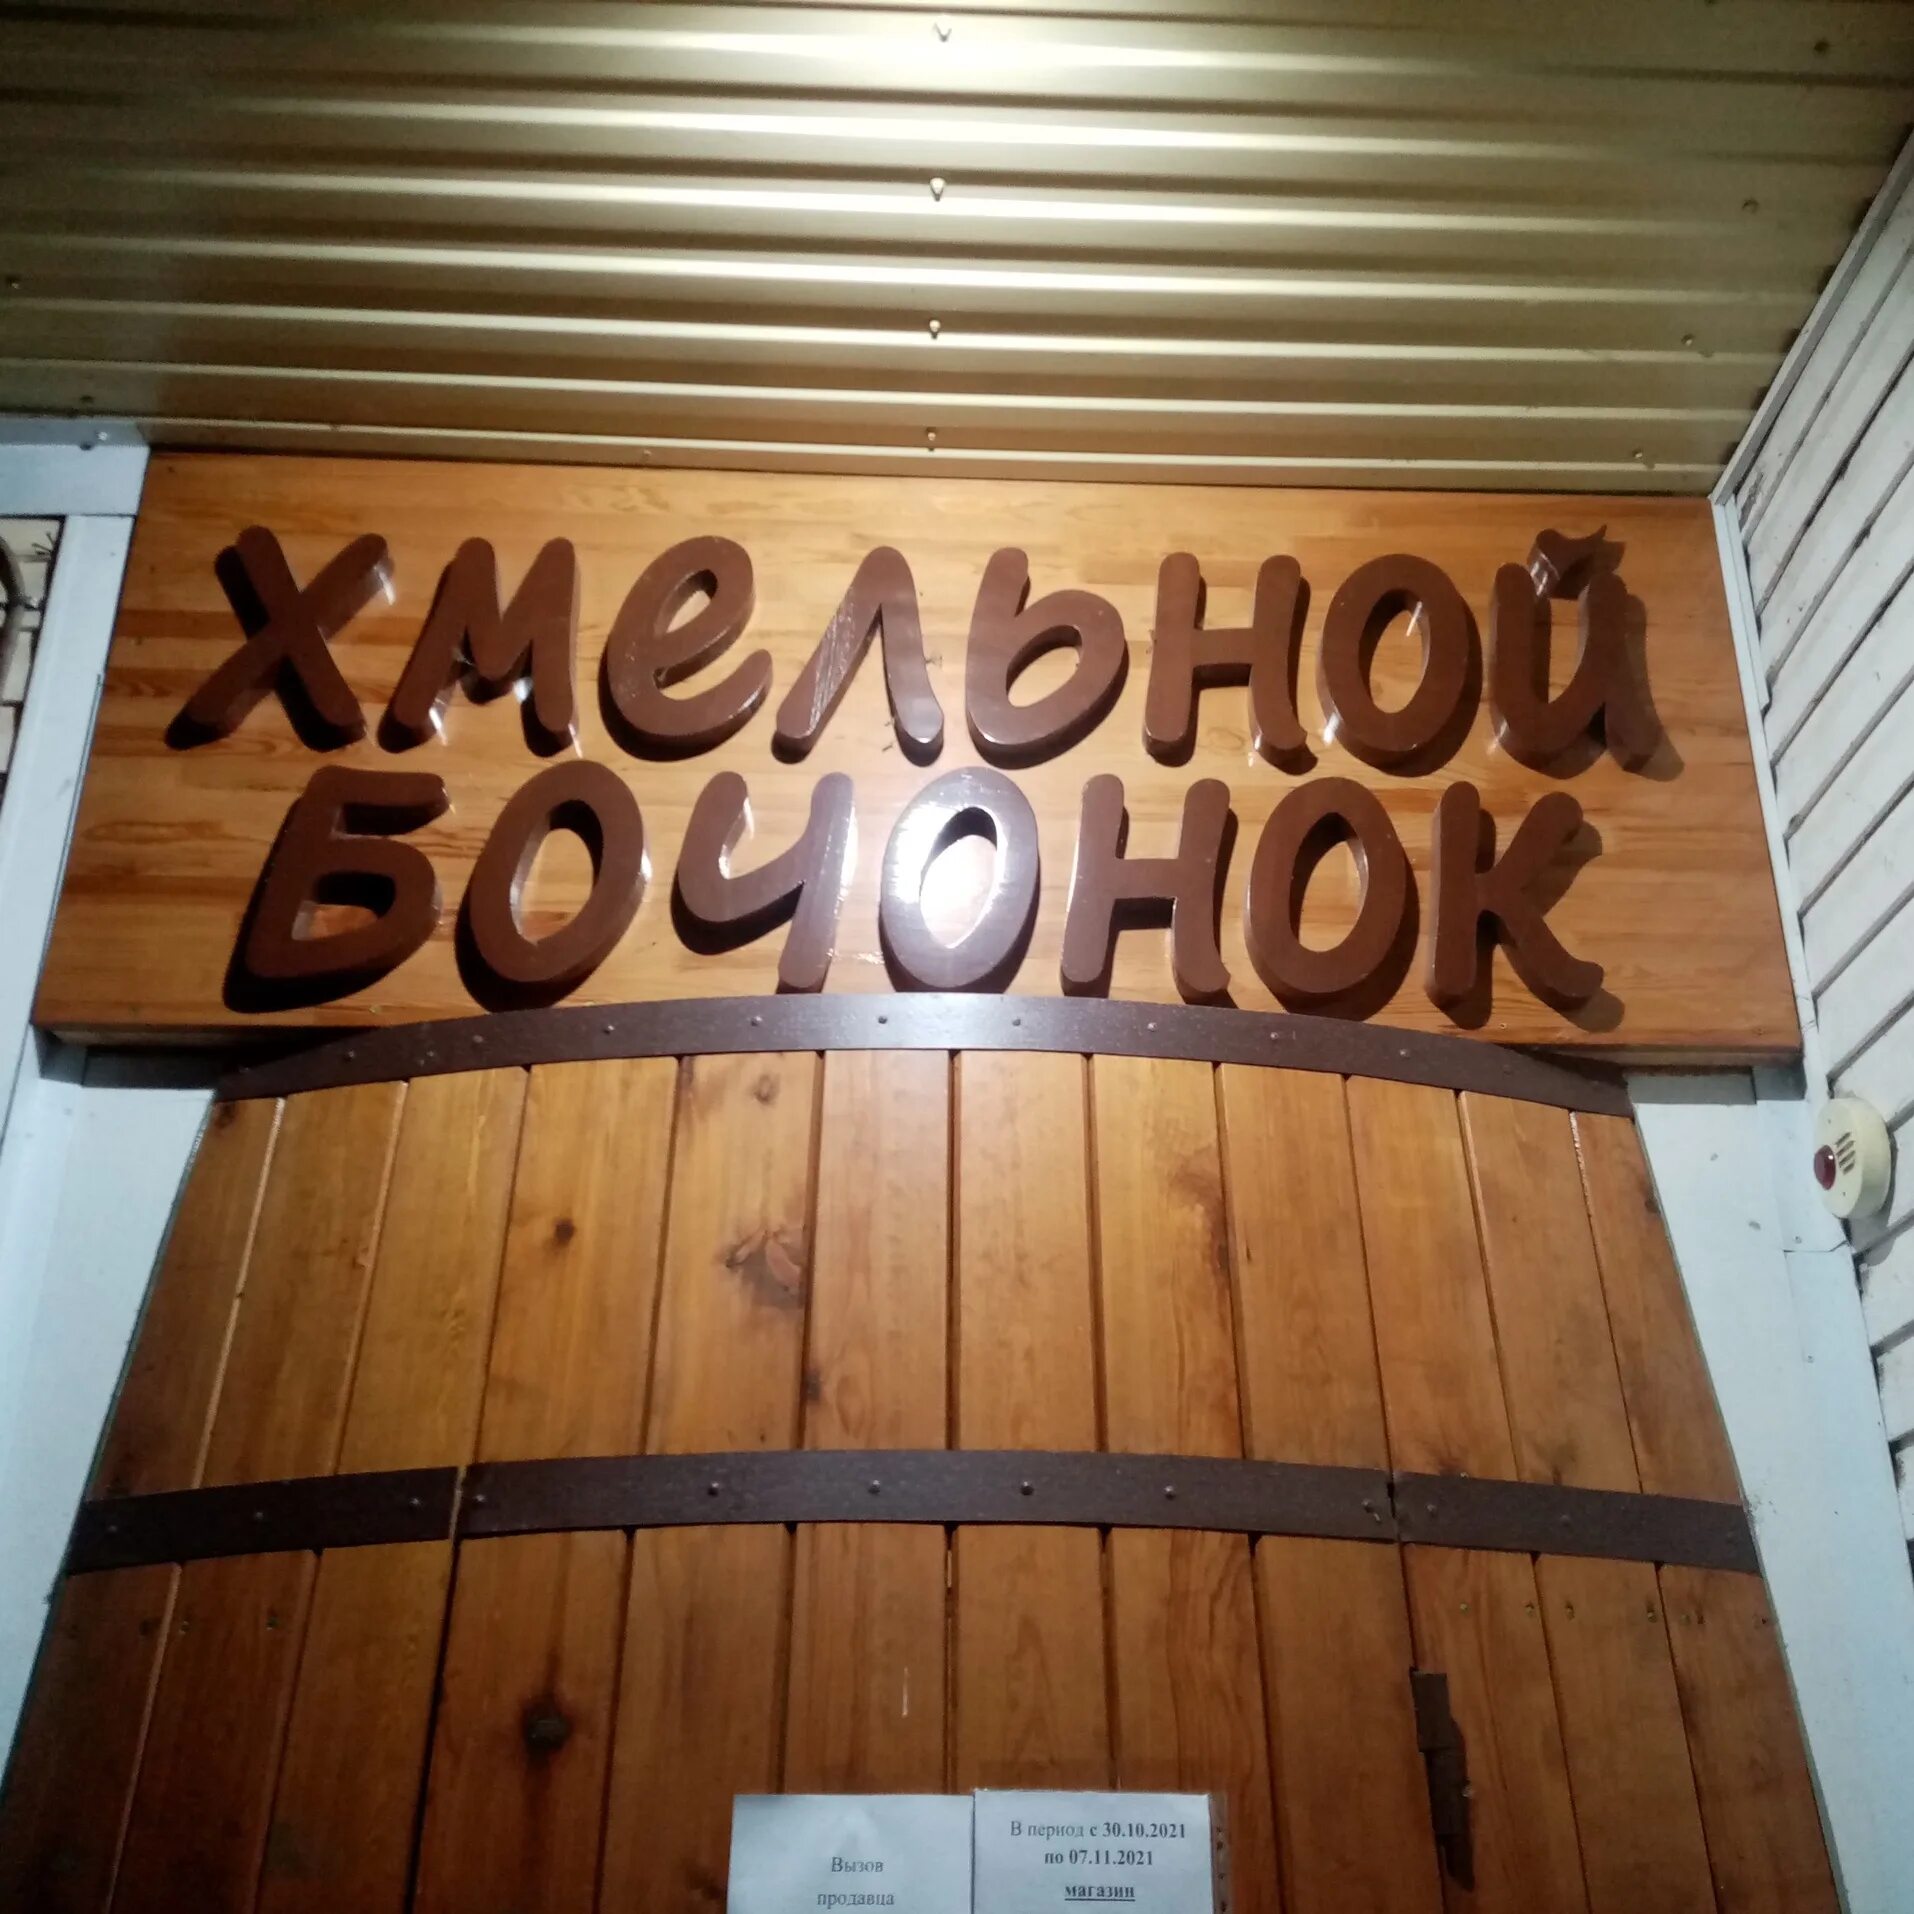 хмельной
бочонок
Вызов
продавца
В период с 30.10.2021
по 07.11.2021
магазин